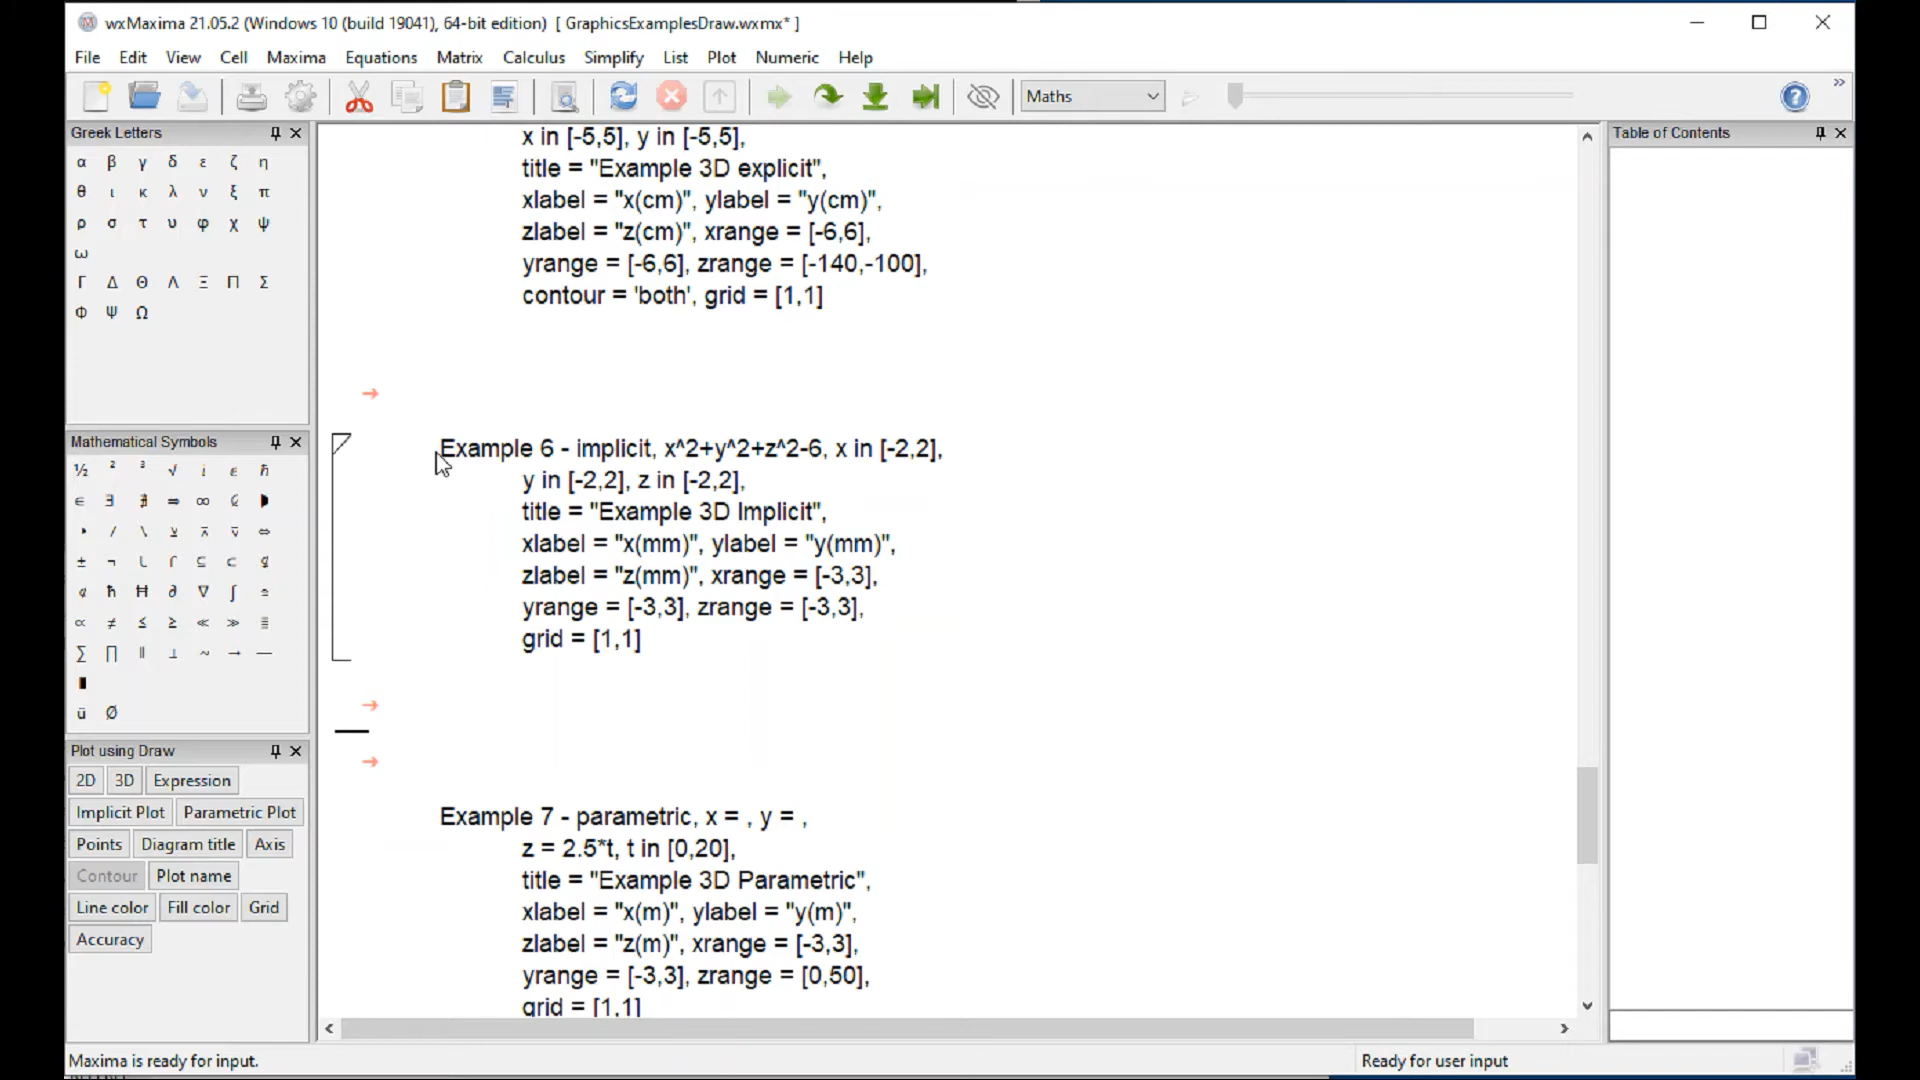 wxMaxima 21.05.2 (Windows 10 (build 19041), 64-bit edition) [ GraphicsExamplesDraw.wxmx* ]
File Edit View Cell Maxima Equations Matrix Calculus Simplify List Plot Numeric Help
Maths
Greek Letters
α β γ δ ε ζ η
θ ι κ λ ν ξ π
ρ σ τ υ φ χ ψ
ω
Γ Δ Θ Λ Ξ Π Σ
Φ Ψ Ω
Mathematical Symbols
½ ² ³ √ i e ħ
Plot using Draw
2D 3D Expression
Implicit Plot Parametric Plot
Points Diagram title Axis
Contour Plot name
Line color Fill color Grid
Accuracy
x in [-5,5], y in [-5,5],
title = "Example 3D explicit",
xlabel = "x(cm)", ylabel = "y(cm)",
zlabel = "z(cm)", xrange = [-6,6],
yrange = [-6,6], zrange = [-140,-100],
contour = 'both', grid = [1,1]
Example 6 - implicit, x^2+y^2+z^2-6, x in [-2,2],
y in [-2,2], z in [-2,2],
title = "Example 3D Implicit",
xlabel = "x(mm)", ylabel = "y(mm)",
zlabel = "z(mm)", xrange = [-3,3],
yrange = [-3,3], zrange = [-3,3],
grid = [1,1]
Example 7 - parametric, x = , y = ,
z = 2.5*t, t in [0,20],
title = "Example 3D Parametric",
xlabel = "x(m)", ylabel = "y(m)",
zlabel = "z(m)", xrange = [-3,3],
yrange = [-3,3], zrange = [0,50],
grid = [1,1]
Table of Contents
Maxima is ready for input.
Ready for user input